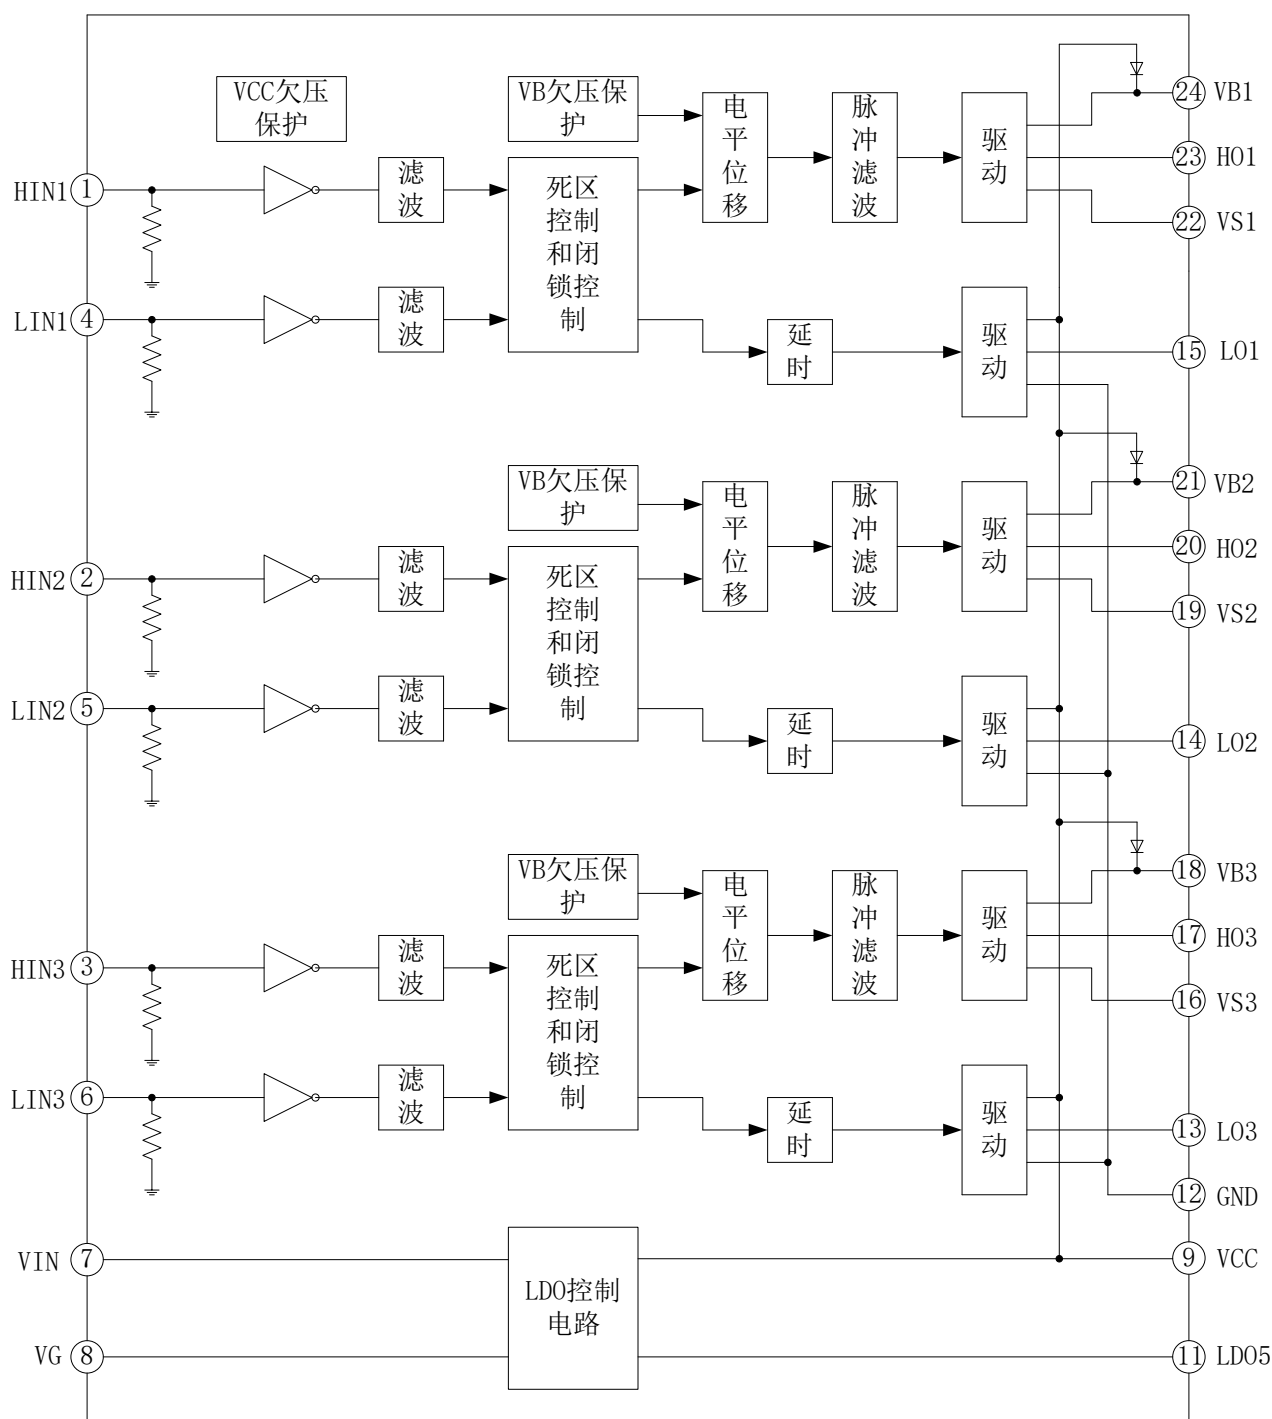 VCC欠压
保护
VB欠压保
护
电
平
位
移
脉
冲
滤
波
驱
动
24 VB1
23 HO1
22 VS1
HIN1 1
滤
波
死区
控制
和闭
锁控
制
LIN1 4
滤
波
延
时
驱
动
15 LO1
VB欠压保
护
电
平
位
移
脉
冲
滤
波
驱
动
21 VB2
20 HO2
19 VS2
HIN2 2
滤
波
死区
控制
和闭
锁控
制
LIN2 5
滤
波
延
时
驱
动
14 LO2
VB欠压保
护
电
平
位
移
脉
冲
滤
波
驱
动
18 VB3
17 HO3
16 VS3
HIN3 3
滤
波
死区
控制
和闭
锁控
制
LIN3 6
滤
波
延
时
驱
动
13 LO3
12 GND
VIN 7
LDO控制
电路
9 VCC
VG 8
11 LDO5